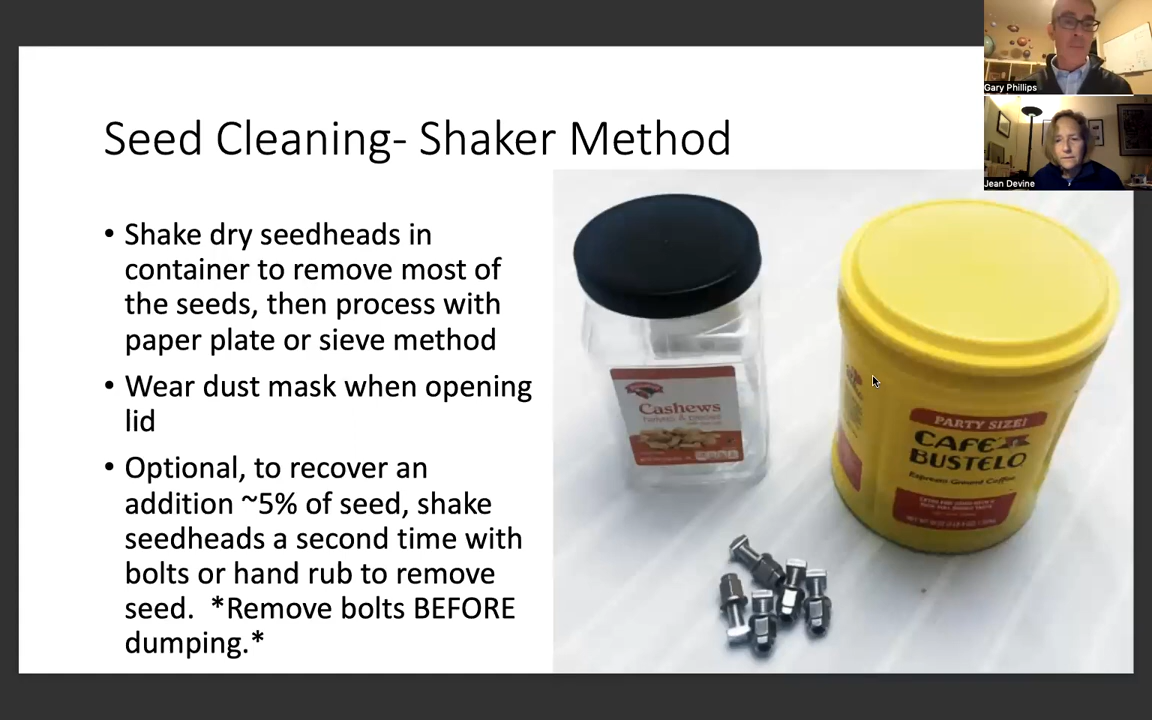 Gary Phillips
Jean Devine
Seed Cleaning- Shaker Method
• Shake dry seedheads in
container to remove most of
the seeds, then process with
paper plate or sieve method
• Wear dust mask when opening
lid
• Optional, to recover an
addition ~5% of seed, shake
seedheads a second time with
bolts or hand rub to remove
seed.  *Remove bolts BEFORE
dumping.*
Cashews
halves & pieces
PARTY SIZE!
CAFÉ
BUSTELO
Espresso Ground Coffee